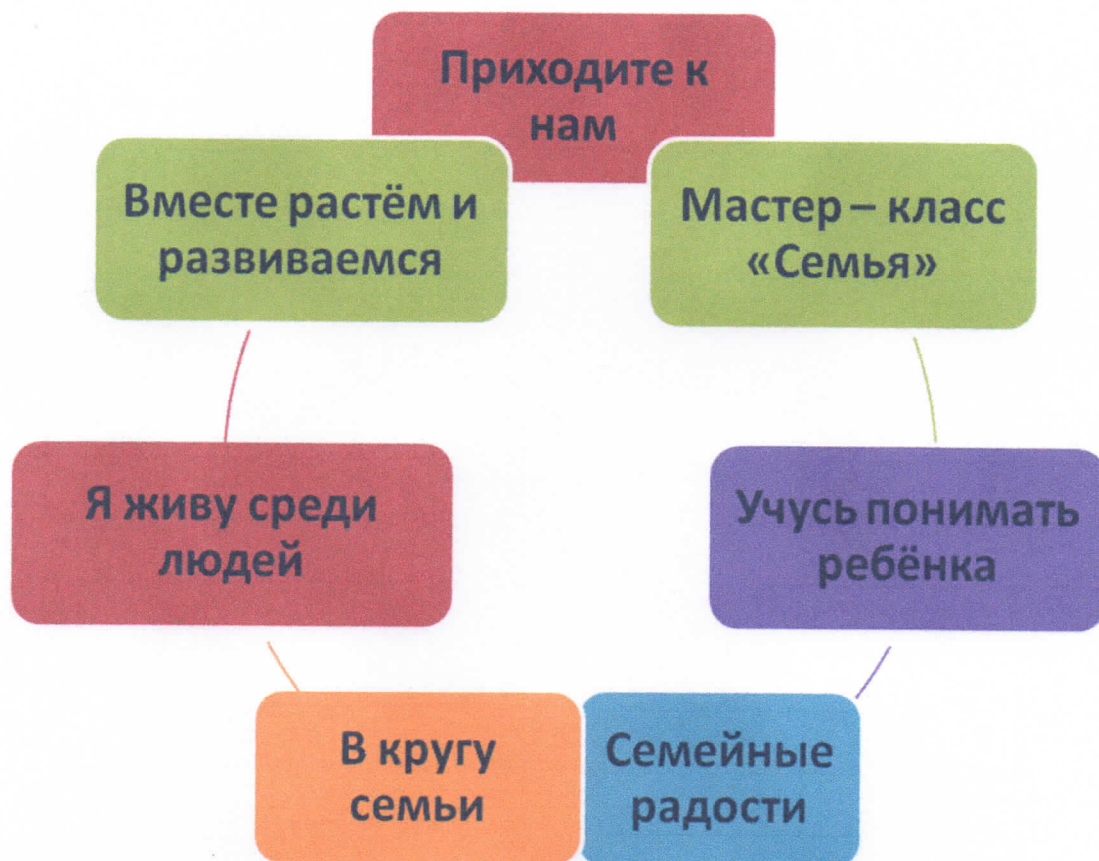 Приходите к
нам
Вместе растём и
развиваемся
Мастер – класс
«Семья»
Я живу среди
людей
Учусь понимать
ребёнка
В кругу
семьи
Семейные
радости